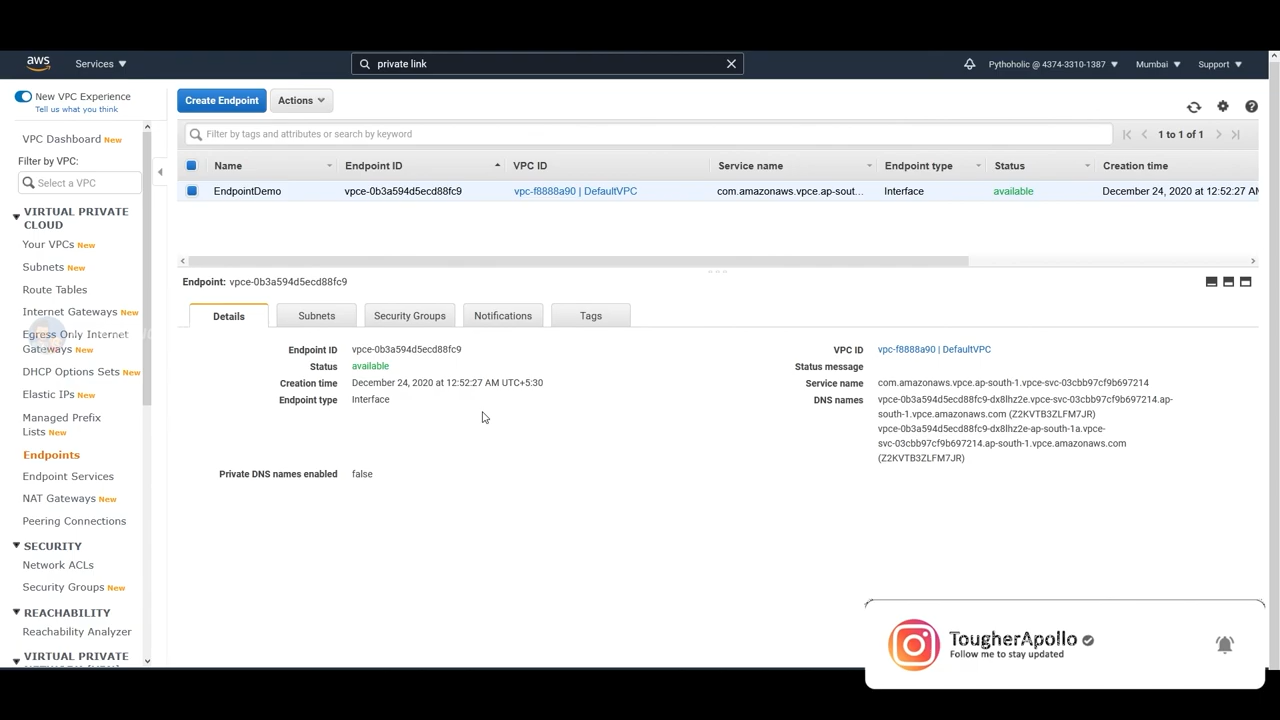 aws
Services
private link
Pythoholic @ 4374-3310-1387
Mumbai
Support
New VPC Experience
Tell us what you think
VPC Dashboard New
Filter by VPC:
Select a VPC
VIRTUAL PRIVATE
CLOUD
Your VPCs New
Subnets New
Route Tables
Internet Gateways New
Egress Only Internet
Gateways New
DHCP Options Sets New
Elastic IPs New
Managed Prefix
Lists New
Endpoints
Endpoint Services
NAT Gateways New
Peering Connections
SECURITY
Network ACLs
Security Groups New
REACHABILITY
Reachability Analyzer
VIRTUAL PRIVATE
Create Endpoint
Actions
Filter by tags and attributes or search by keyword
1 to 1 of 1
Name Endpoint ID VPC ID Service name Endpoint type Status Creation time
EndpointDemo vpce-0b3a594d5ecd88fc9 vpc-f8888a90 | DefaultVPC com.amazonaws.vpce.ap-sout... Interface available December 24, 2020 at 12:52:27 AM
Endpoint: vpce-0b3a594d5ecd88fc9
Details Subnets Security Groups Notifications Tags
Endpoint ID vpce-0b3a594d5ecd88fc9
Status available
Creation time December 24, 2020 at 12:52:27 AM UTC+5:30
Endpoint type Interface
Private DNS names enabled false
VPC ID vpc-f8888a90 | DefaultVPC
Status message
Service name com.amazonaws.vpce.ap-south-1.vpce-svc-03cbb97cf9b697214
DNS names vpce-0b3a594d5ecd88fc9-dx8lhz2e.vpce-svc-03cbb97cf9b697214.ap-
south-1.vpce.amazonaws.com (Z2KVTB3ZLFM7JR)
vpce-0b3a594d5ecd88fc9-dx8lhz2e-ap-south-1a.vpce-
svc-03cbb97cf9b697214.ap-south-1.vpce.amazonaws.com
(Z2KVTB3ZLFM7JR)
TougherApollo
Follow me to stay updated